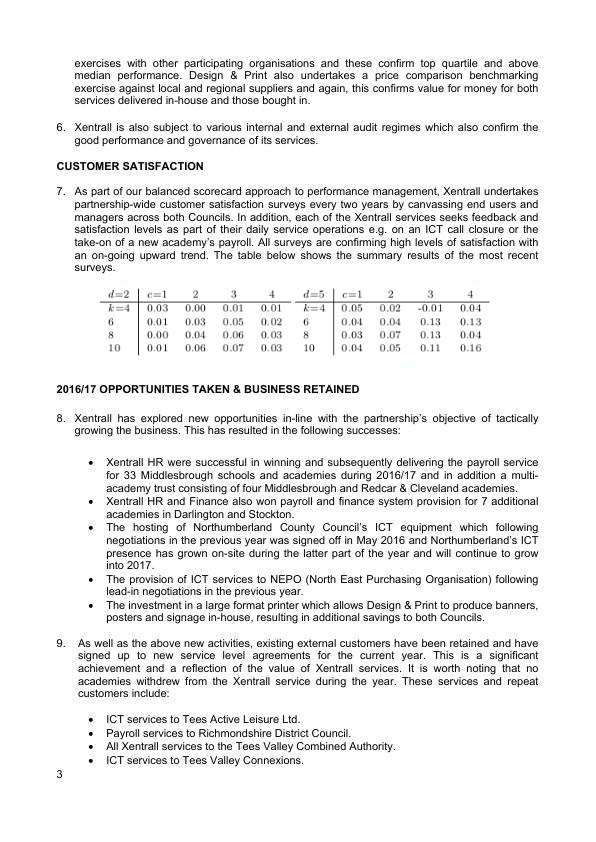 exercises with other participating organisations and these confirm top quartile and above
median performance. Design & Print also undertakes a price comparison benchmarking
exercise against local and regional suppliers and again, this confirms value for money for both
services delivered in-house and those bought in.
6. Xentrall is also subject to various internal and external audit regimes which also confirm the
good performance and governance of its services.
CUSTOMER SATISFACTION
7. As part of our balanced scorecard approach to performance management, Xentrall undertakes
partnership-wide customer satisfaction surveys every two years by canvassing end users and
managers across both Councils. In addition, each of the Xentrall services seeks feedback and
satisfaction levels as part of their daily service operations e.g. on an ICT call closure or the
take-on of a new academy's payroll. All surveys are confirming high levels of satisfaction with
an on-going upward trend. The table below shows the summary results of the most recent
surveys.
d=2 c=1 2 3 4 d=5 c=1 2 3 4
k=4 0.03 0.00 0.01 0.01 k=4 0.05 0.02 -0.01 0.04
6 0.01 0.03 0.05 0.02 6 0.04 0.04 0.13 0.13
8 0.00 0.04 0.06 0.03 8 0.03 0.07 0.13 0.04
10 0.01 0.06 0.07 0.03 10 0.04 0.05 0.11 0.16
2016/17 OPPORTUNITIES TAKEN & BUSINESS RETAINED
8. Xentrall has explored new opportunities in-line with the partnership's objective of tactically
growing the business. This has resulted in the following successes:
• Xentrall HR were successful in winning and subsequently delivering the payroll service
for 33 Middlesbrough schools and academies during 2016/17 and in addition a multi-
academy trust consisting of four Middlesbrough and Redcar & Cleveland academies.
• Xentrall HR and Finance also won payroll and finance system provision for 7 additional
academies in Darlington and Stockton.
• The hosting of Northumberland County Council's ICT equipment which following
negotiations in the previous year was signed off in May 2016 and Northumberland's ICT
presence has grown on-site during the latter part of the year and will continue to grow
into 2017.
• The provision of ICT services to NEPO (North East Purchasing Organisation) following
lead-in negotiations in the previous year.
• The investment in a large format printer which allows Design & Print to produce banners,
posters and signage in-house, resulting in additional savings to both Councils.
9. As well as the above new activities, existing external customers have been retained and have
signed up to new service level agreements for the current year. This is a significant
achievement and a reflection of the value of Xentrall services. It is worth noting that no
academies withdrew from the Xentrall service during the year. These services and repeat
customers include:
• ICT services to Tees Active Leisure Ltd.
• Payroll services to Richmondshire District Council.
• All Xentrall services to the Tees Valley Combined Authority.
• ICT services to Tees Valley Connexions.
3